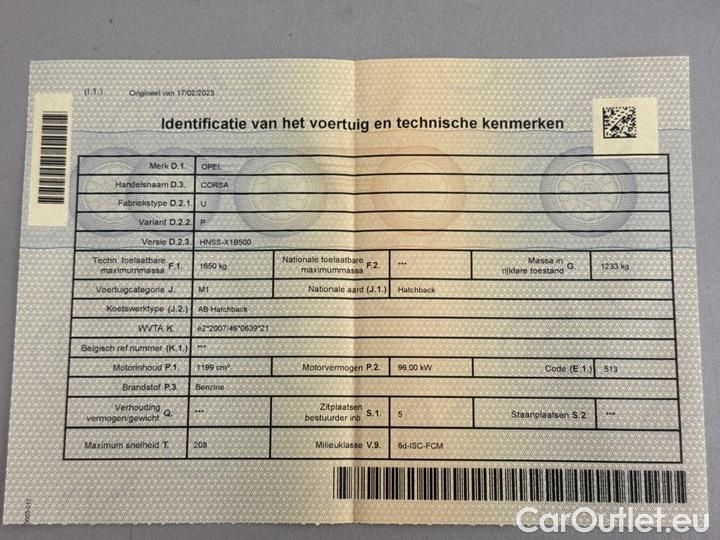 (I.1.) Origineel van 17/02/2023
Identificatie van het voertuig en technische kenmerken
Merk D.1. OPEL
Handelsnaam D.3. CORSA
Fabriekstype D.2.1. U
Variant D.2.2. P
Versie D.2.3. HNSS-X1B500
Techn. toelaatbare maximummassa F.1. 1650 kg Nationale toelaatbare maximummassa F.2. *** Massa in rijklare toestand G. 1233 kg
Voertuigcategorie J. M1 Nationale aard (J.1.) Hatchback
Koetswerktype (J.2.) AB Hatchback
WVTA K. e2*2007/46*0639*21
Belgisch ref.nummer (K.1.) ***
Motorinhoud P.1. 1199 cm³ Motorvermogen P.2. 96,00 kW Code (E.1.) 513
Brandstof P.3. Benzine
Verhouding vermogen/gewicht Q. *** Zitplaatsen bestuurder inb. S.1. 5 Staanplaatsen S.2. ***
Maximum snelheid T. 208 Milieuklasse V.9. 6d-ISC-FCM
CarOutlet.eu